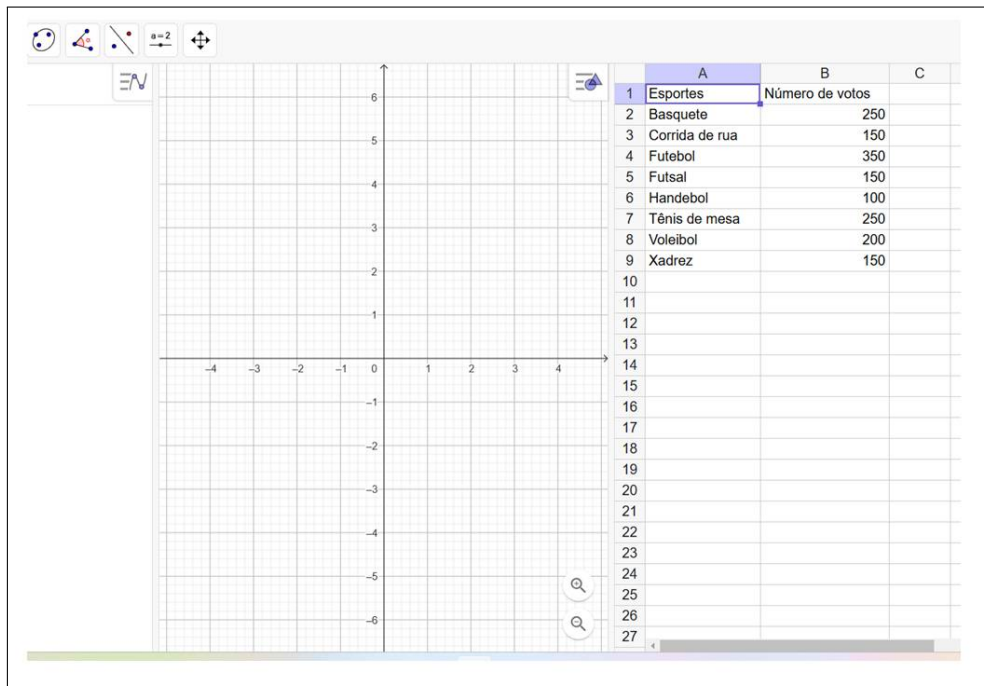 a=2
A B C
1 Esportes Número de votos
2 Basquete 250
3 Corrida de rua 150
4 Futebol 350
5 Futsal 150
6 Handebol 100
7 Tênis de mesa 250
8 Voleibol 200
9 Xadrez 150
10
11
12
13
14
15
16
17
18
19
20
21
22
23
24
25
26
27
6
5
4
3
2
1
–4 –3 –2 –1 0 1 2 3 4
–1
–2
–3
–4
–5
–6